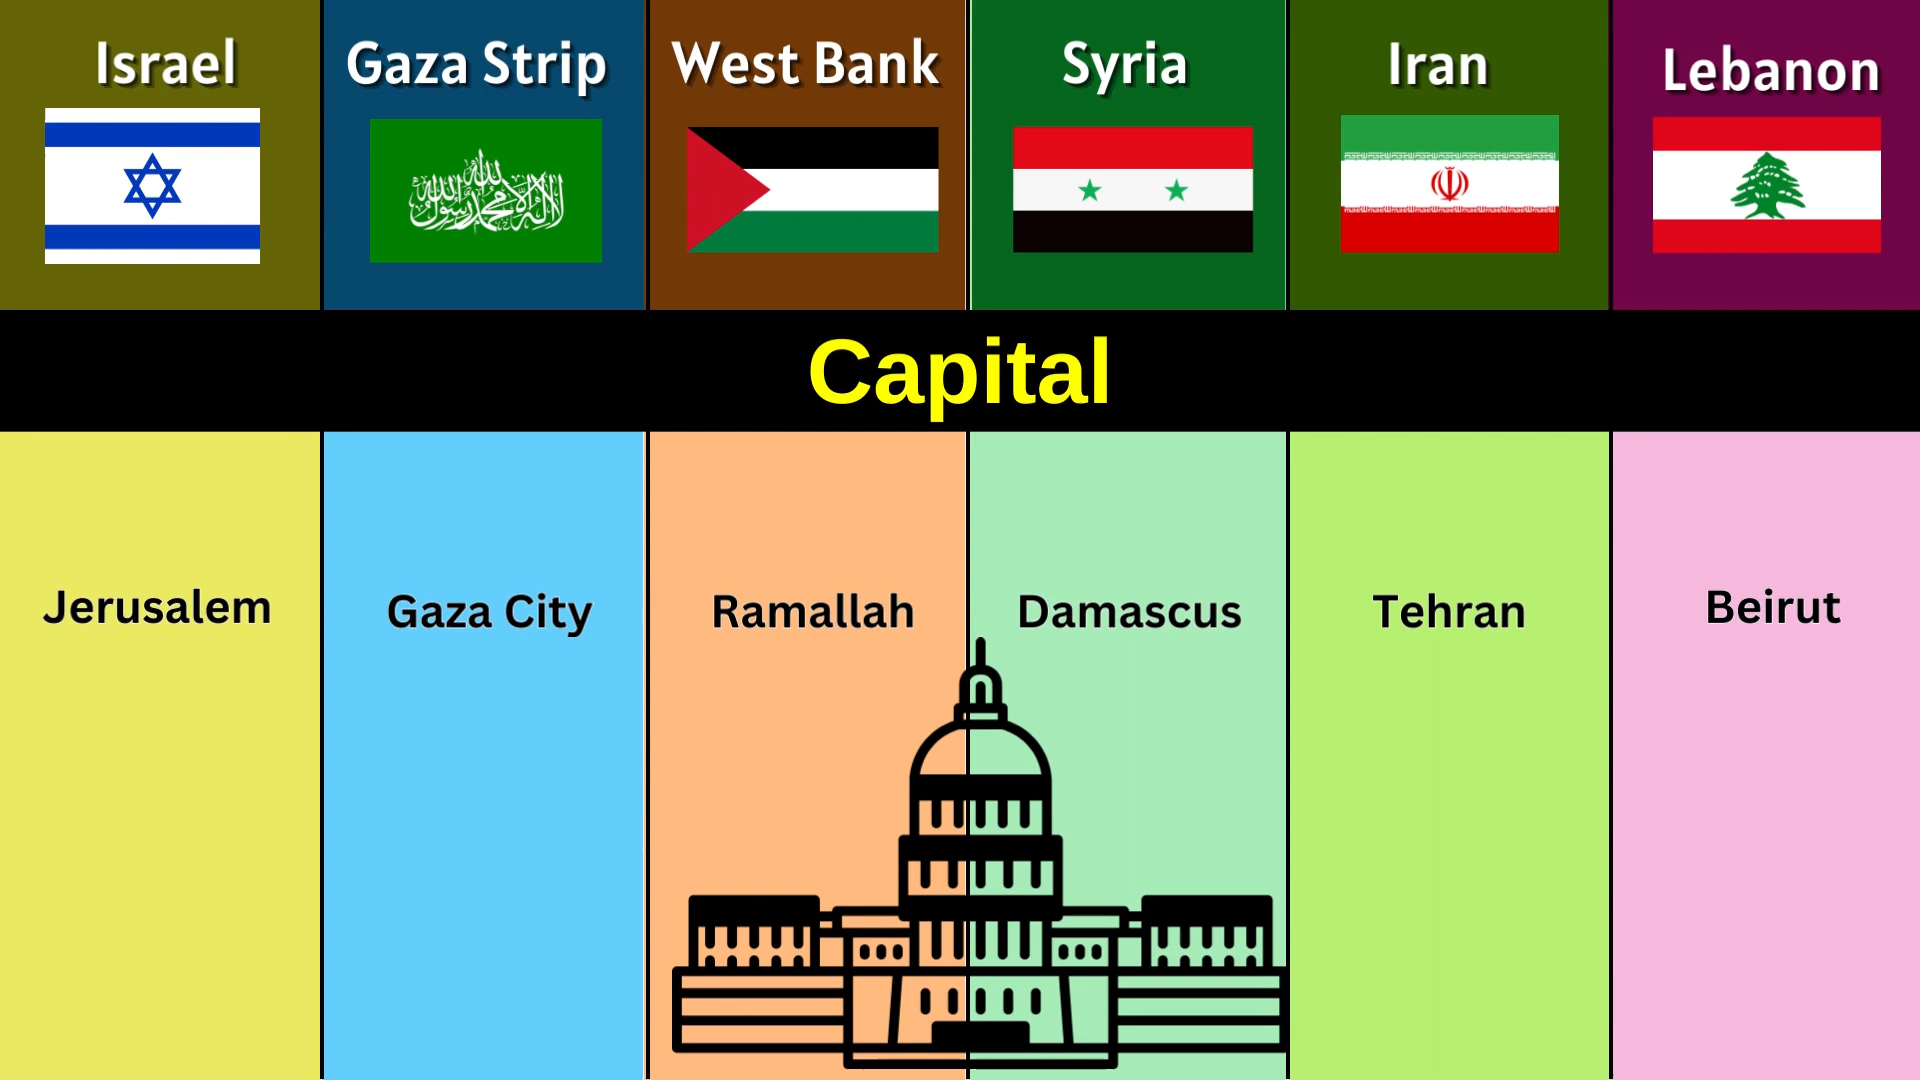 Israel
Gaza Strip
West Bank
Syria
Iran
Lebanon
لا إله إلا الله محمد رسول الله
Capital
Jerusalem
Gaza City
Ramallah
Damascus
Tehran
Beirut